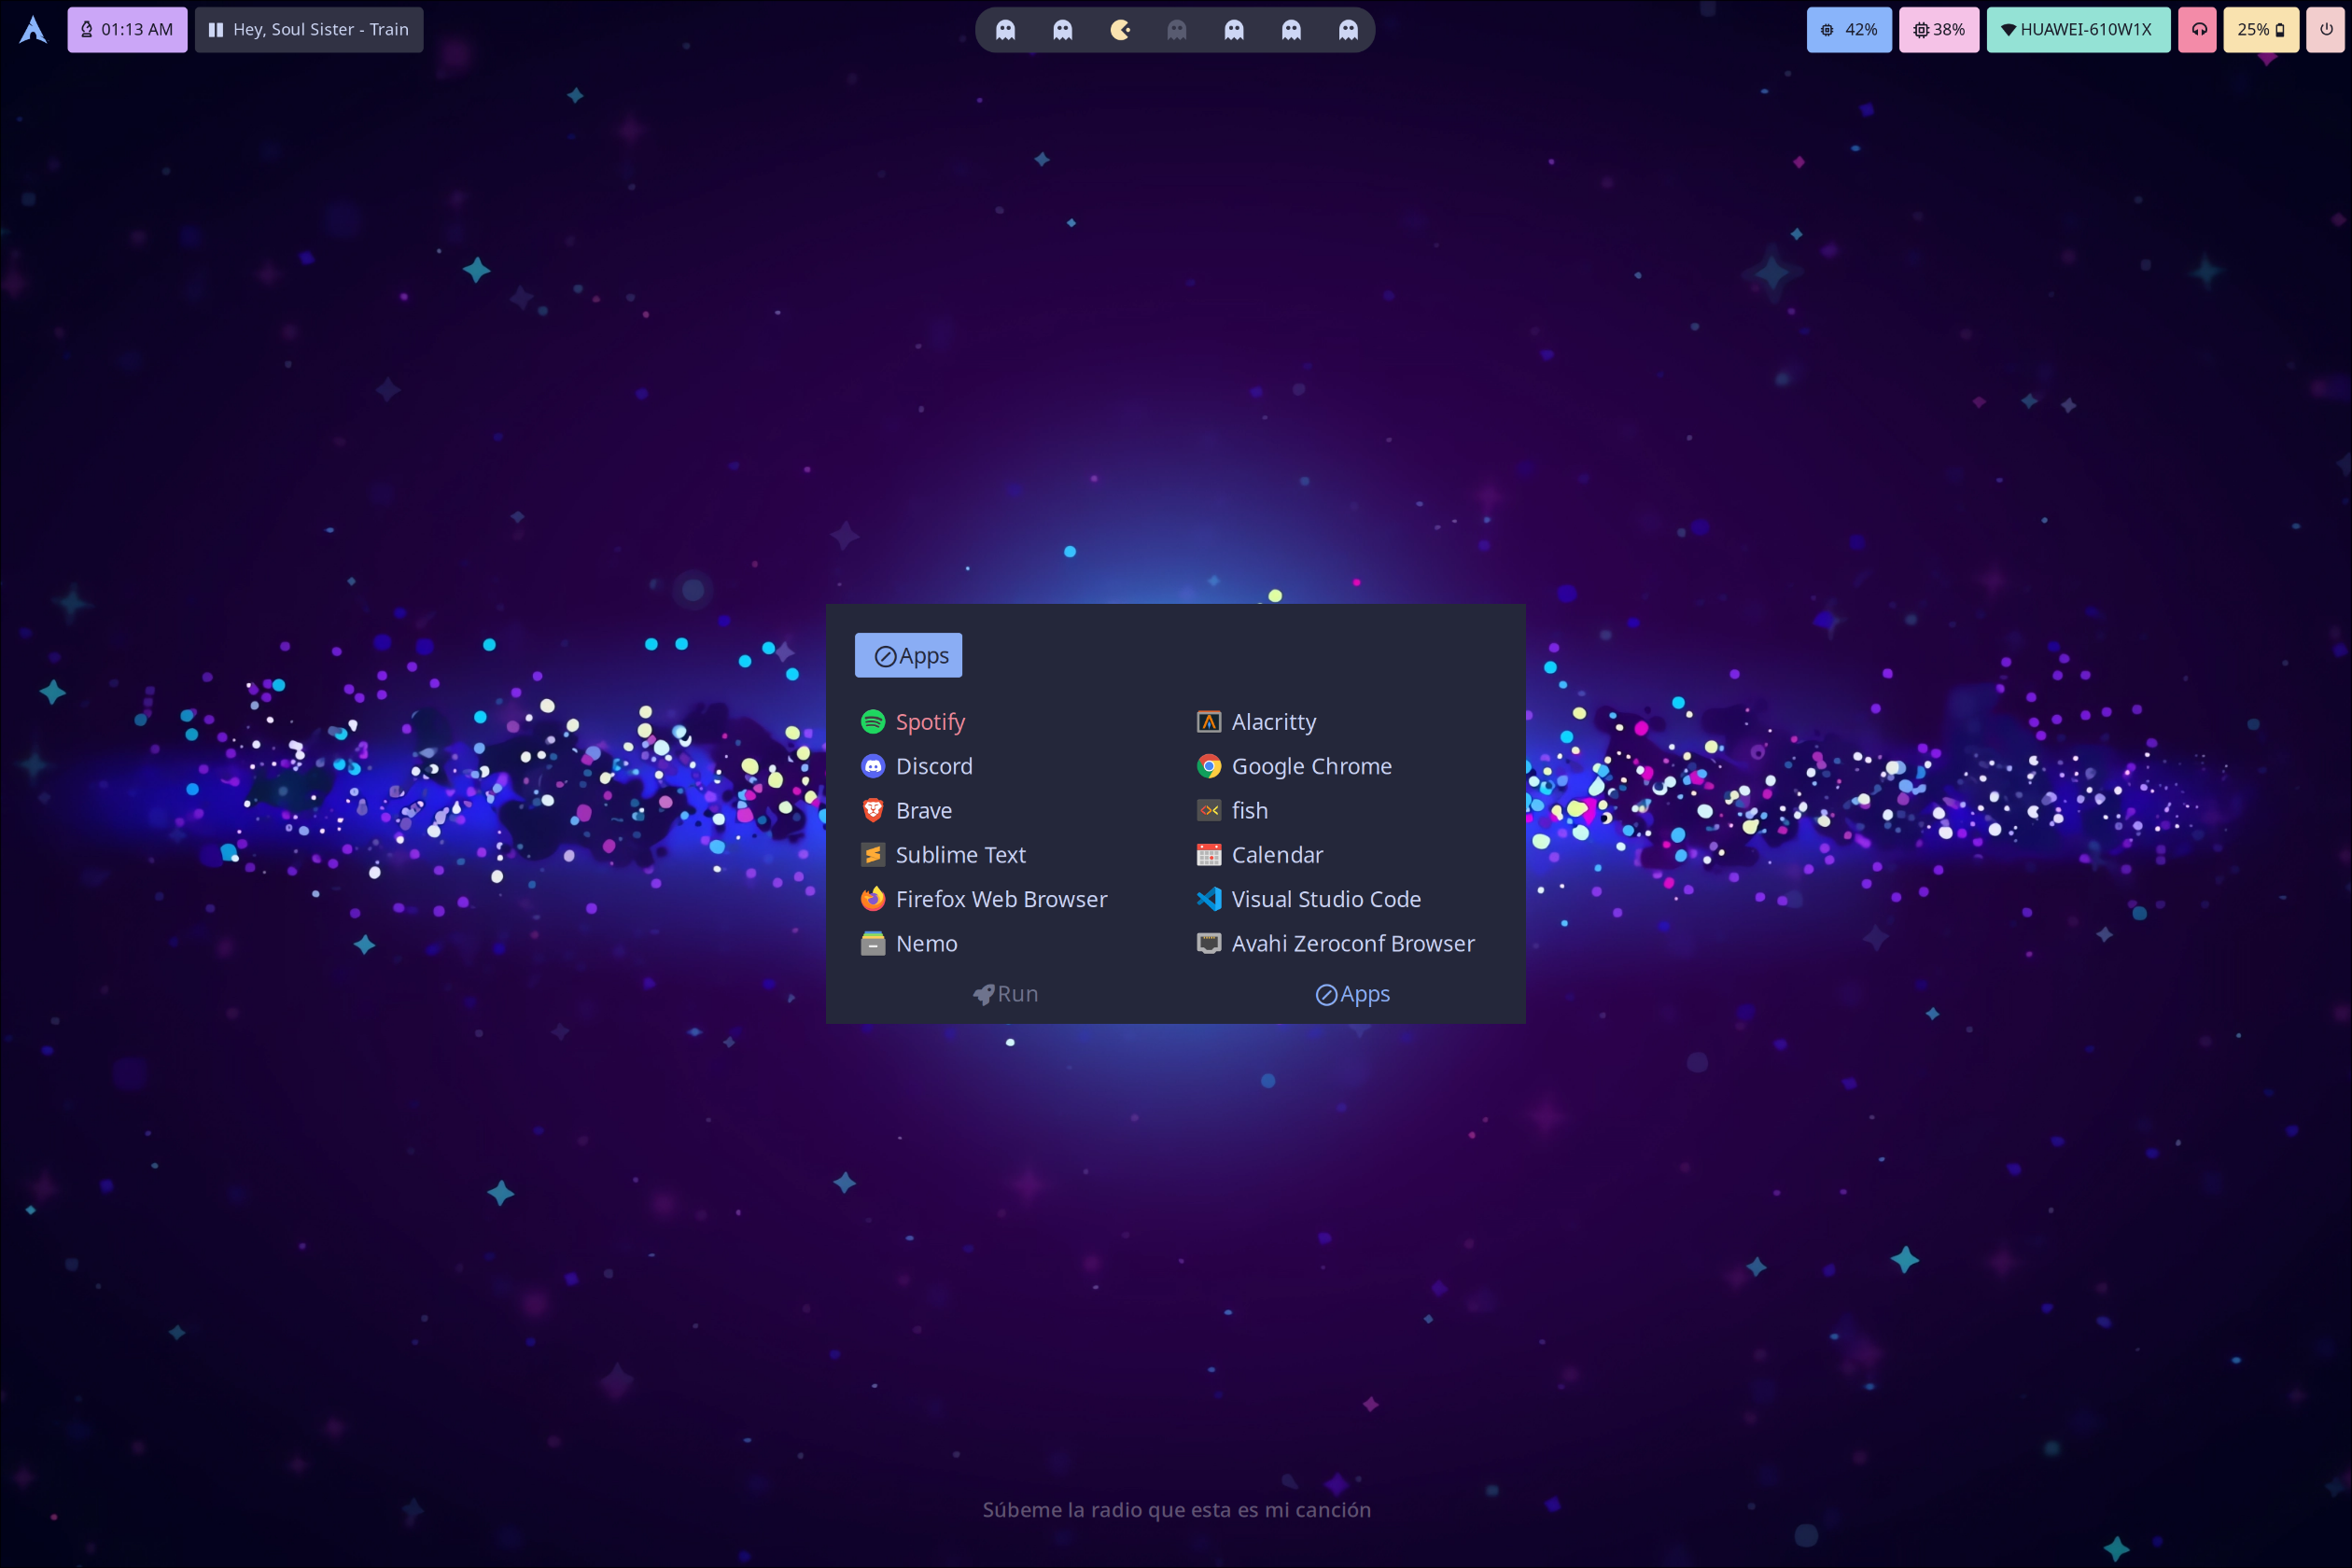 01:13 AM Hey, Soul Sister - Train 42% 38% HUAWEI-610W1X 25%
Apps
Spotify Alacritty
Discord Google Chrome
Brave fish
Sublime Text Calendar
Firefox Web Browser Visual Studio Code
Nemo Avahi Zeroconf Browser
Run Apps
Súbeme la radio que esta es mi canción